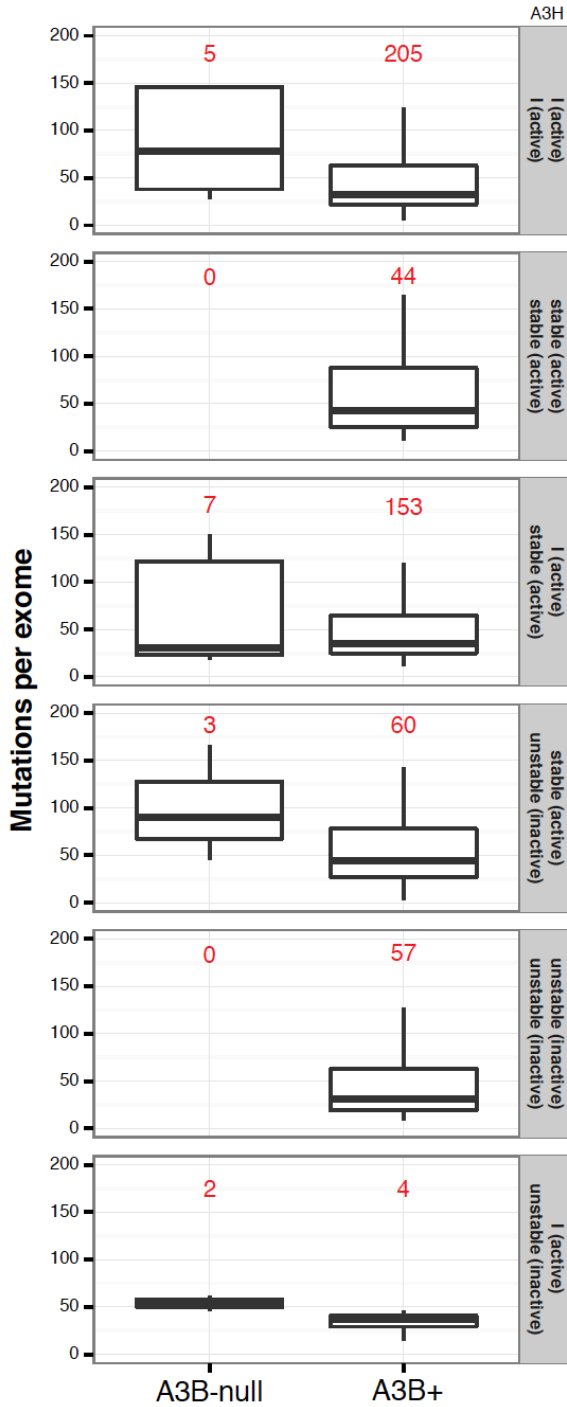 A3H
Mutations per exome
200
150
100
50
0
5
205
I (active)
I (active)
200
150
100
50
0
0
44
stable (active)
stable (active)
200
150
100
50
0
7
153
I (active)
stable (active)
200
150
100
50
0
3
60
stable (active)
unstable (inactive)
200
150
100
50
0
0
57
unstable (inactive)
unstable (inactive)
200
150
100
50
0
2
4
I (active)
unstable (inactive)
A3B-null
A3B+